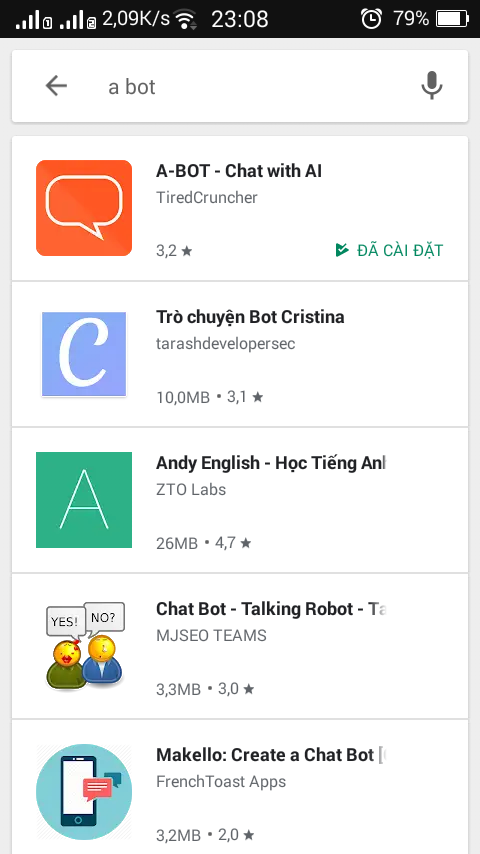 1 2 2,09K/s 23:08 79%
a bot
A-BOT - Chat with AI
TiredCruncher
3,2 ★ ĐÃ CÀI ĐẶT
C
Trò chuyện Bot Cristina
tarashdevelopersec
10,0MB • 3,1 ★
A
Andy English - Học Tiếng Anh
ZTO Labs
26MB • 4,7 ★
YES! NO?
Chat Bot - Talking Robot - Ta
MJSEO TEAMS
3,3MB • 3,0 ★
Makello: Create a Chat Bot [
FrenchToast Apps
3,2MB • 2,0 ★